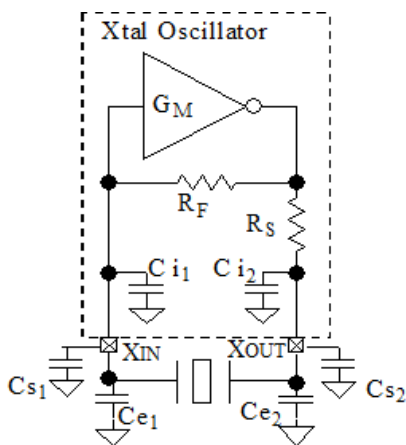 Xtal Oscillator
GM
RF
RS
Ci1
Ci2
XIN
XOUT
Cs1
Cs2
Ce1
Ce2